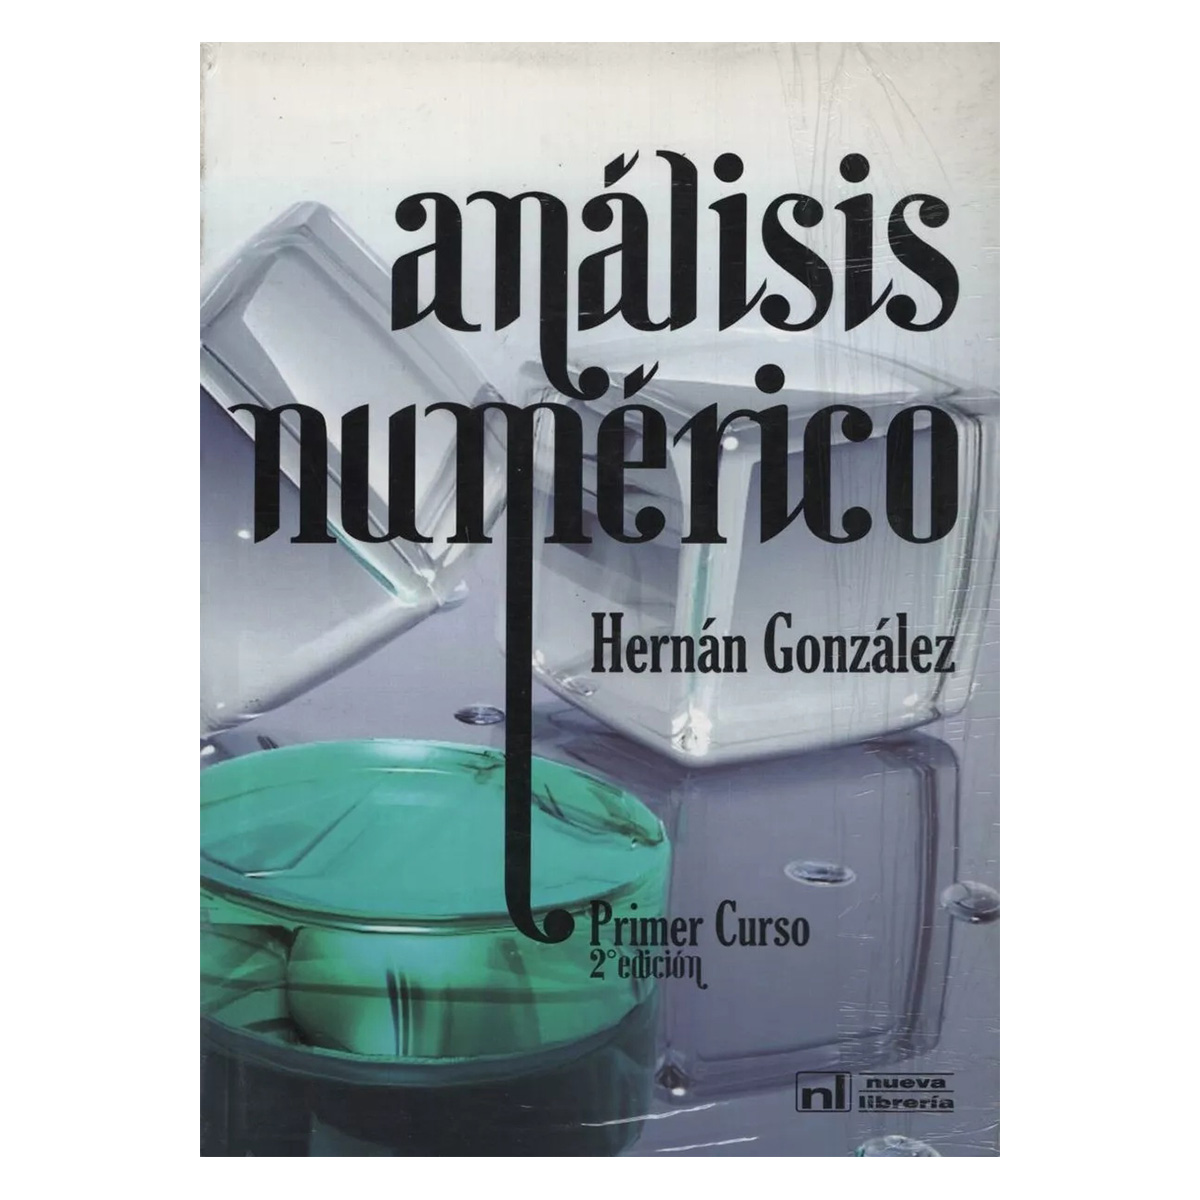 análisis
numérico
Hernán González
Primer Curso
2° edición
nl nueva
librería